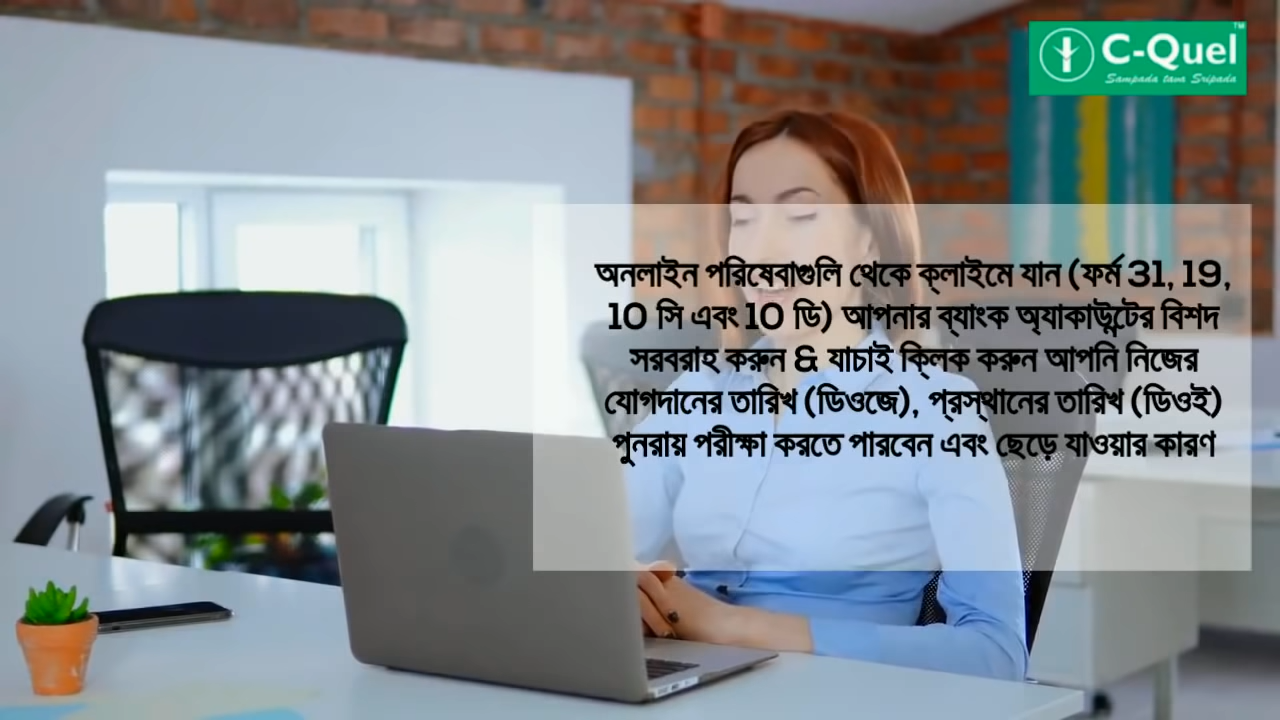 C-Quel
TM
Sampada tava Sripada
অনলাইন পরিষেবাগুলি থেকে ক্লাইমে যান (ফর্ম 31, 19,
10 সি এবং 10 ডি) আপনার ব্যাংক অ্যাকাউন্টের বিশদ
সরবরাহ করুন & যাচাই ক্লিক করুন আপনি নিজের
যোগদানের তারিখ (ডিওজে), প্রস্থানের তারিখ (ডিওই)
পুনরায় পরীক্ষা করতে পারবেন এবং ছেড়ে যাওয়ার কারণ